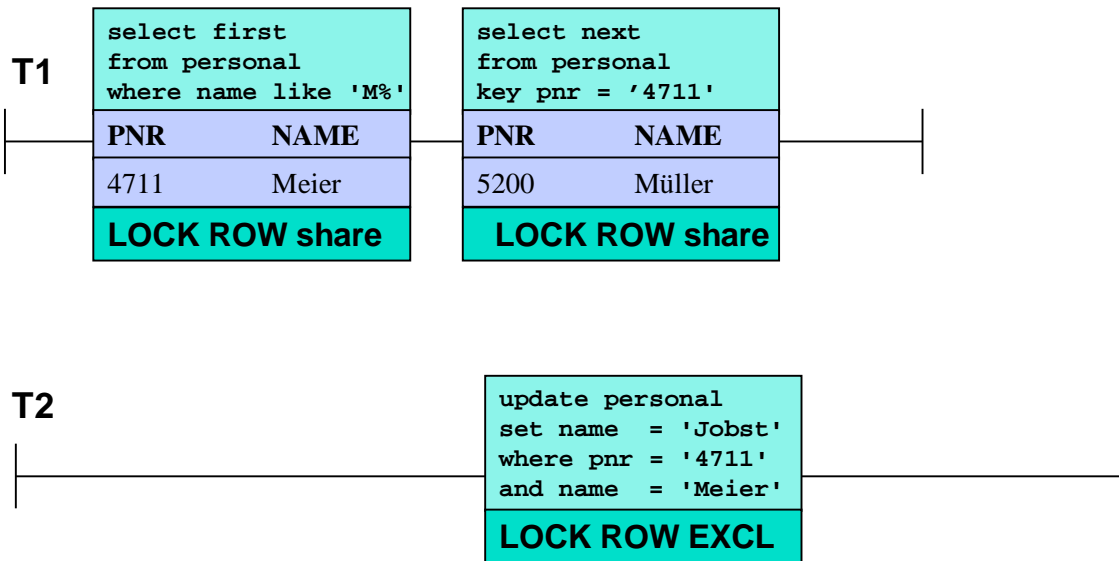 T1
select first
from personal
where name like 'M%'
PNR NAME
4711 Meier
LOCK ROW share
select next
from personal
key pnr = ’4711'
PNR NAME
5200 Müller
LOCK ROW share
T2
update personal
set name = 'Jobst'
where pnr = '4711'
and name = 'Meier'
LOCK ROW EXCL